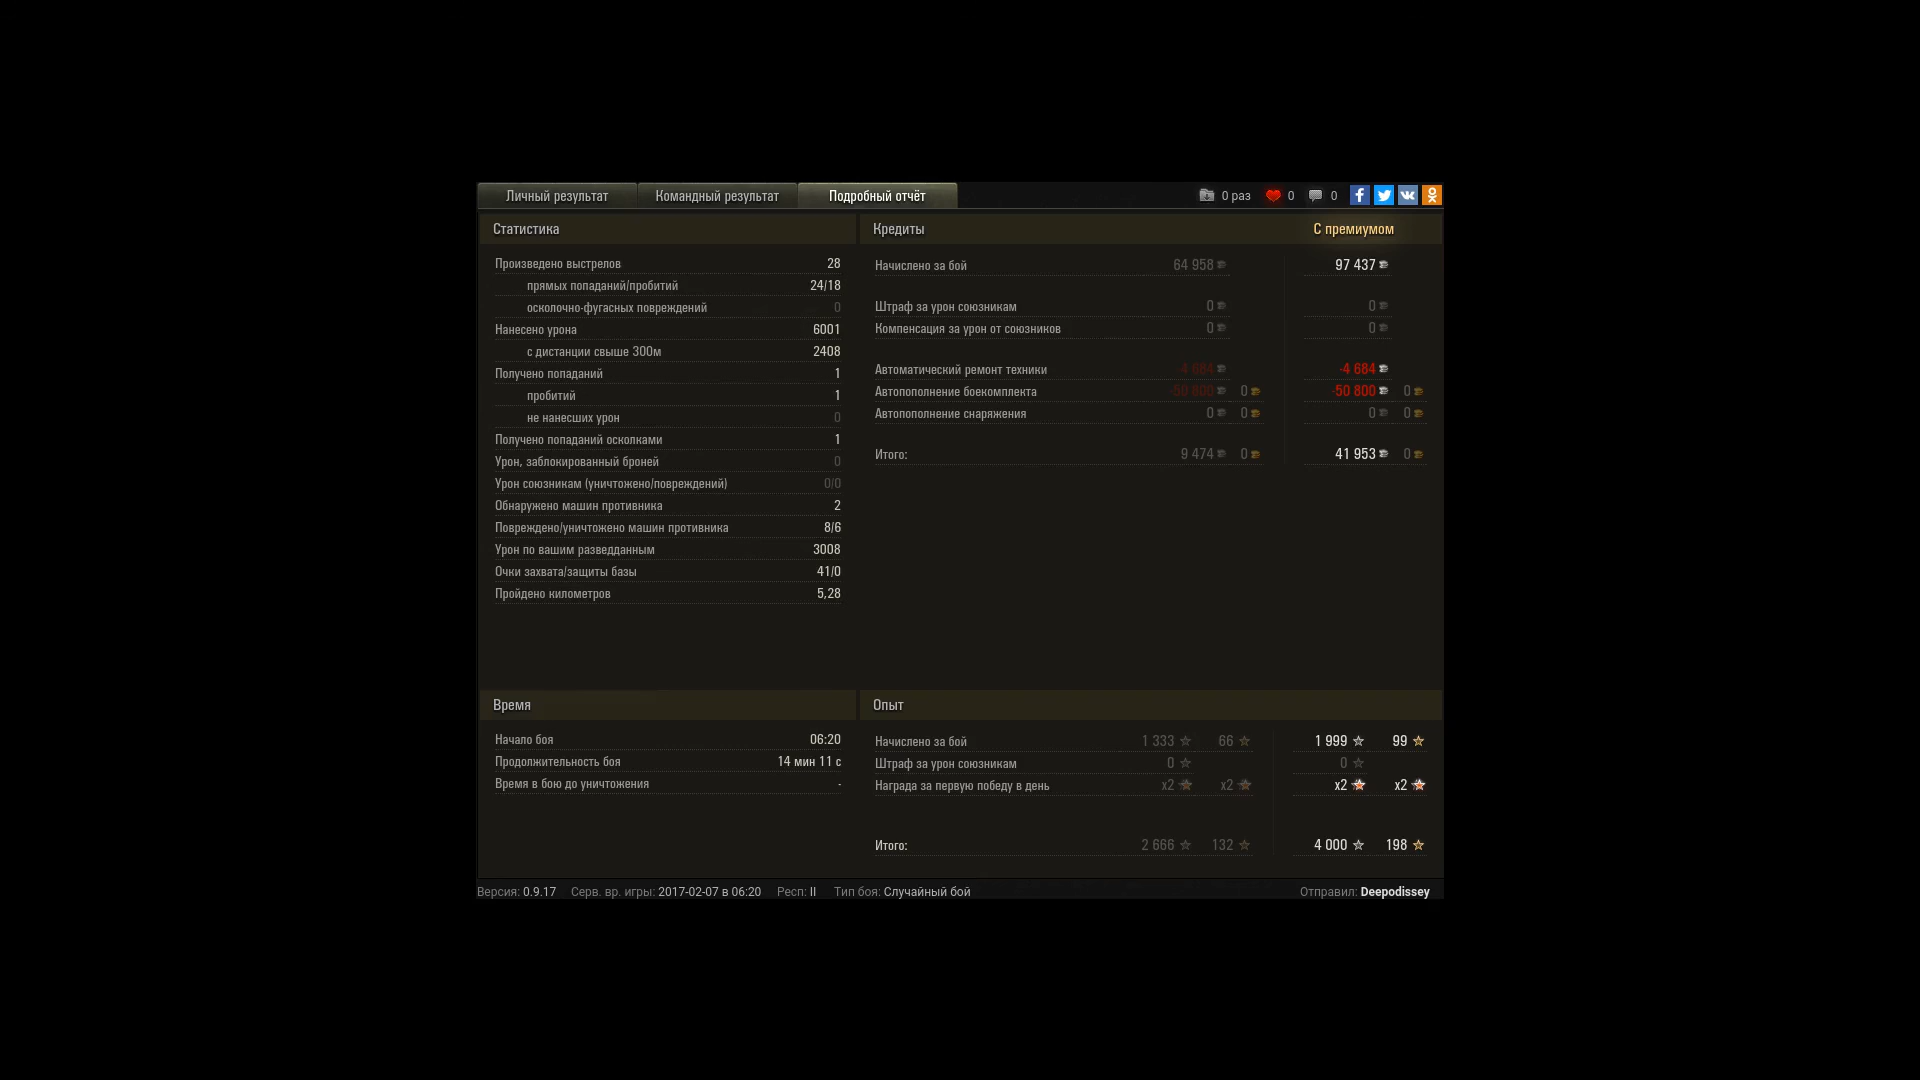 Личный результат Командный результат Подробный отчёт 0 раз 0 0
Статистика
Произведено выстрелов 28
прямых попаданий/пробитий 24/18
осколочно-фугасных повреждений 0
Нанесено урона 6001
с дистанции свыше 300м 2408
Получено попаданий 1
пробитий 1
не нанесших урон 0
Получено попаданий осколками 1
Урон, заблокированный броней 0
Урон союзникам (уничтожено/повреждений) 0/0
Обнаружено машин противника 2
Повреждено/уничтожено машин противника 8/6
Урон по вашим разведданным 3008
Очки захвата/защиты базы 41/0
Пройдено километров 5,28
Кредиты С премиумом
Начислено за бой 64 958 97 437
Штраф за урон союзникам 0 0
Компенсация за урон от союзников 0 0
Автоматический ремонт техники -4 684 -4 684
Автопополнение боекомплекта -50 800 0 -50 800 0
Автопополнение снаряжения 0 0 0 0
Итого: 9 474 0 41 953 0
Время
Начало боя 06:20
Продолжительность боя 14 мин 11 с
Время в бою до уничтожения -
Опыт
Начислено за бой 1 333 66 1 999 99
Штраф за урон союзникам 0 0
Награда за первую победу в день x2 x2 x2 x2
Итого: 2 666 132 4 000 198
Версия: 0.9.17 Серв. вр. игры: 2017-02-07 в 06:20 Респ: II Тип боя: Случайный бой Отправил: Deepodissey